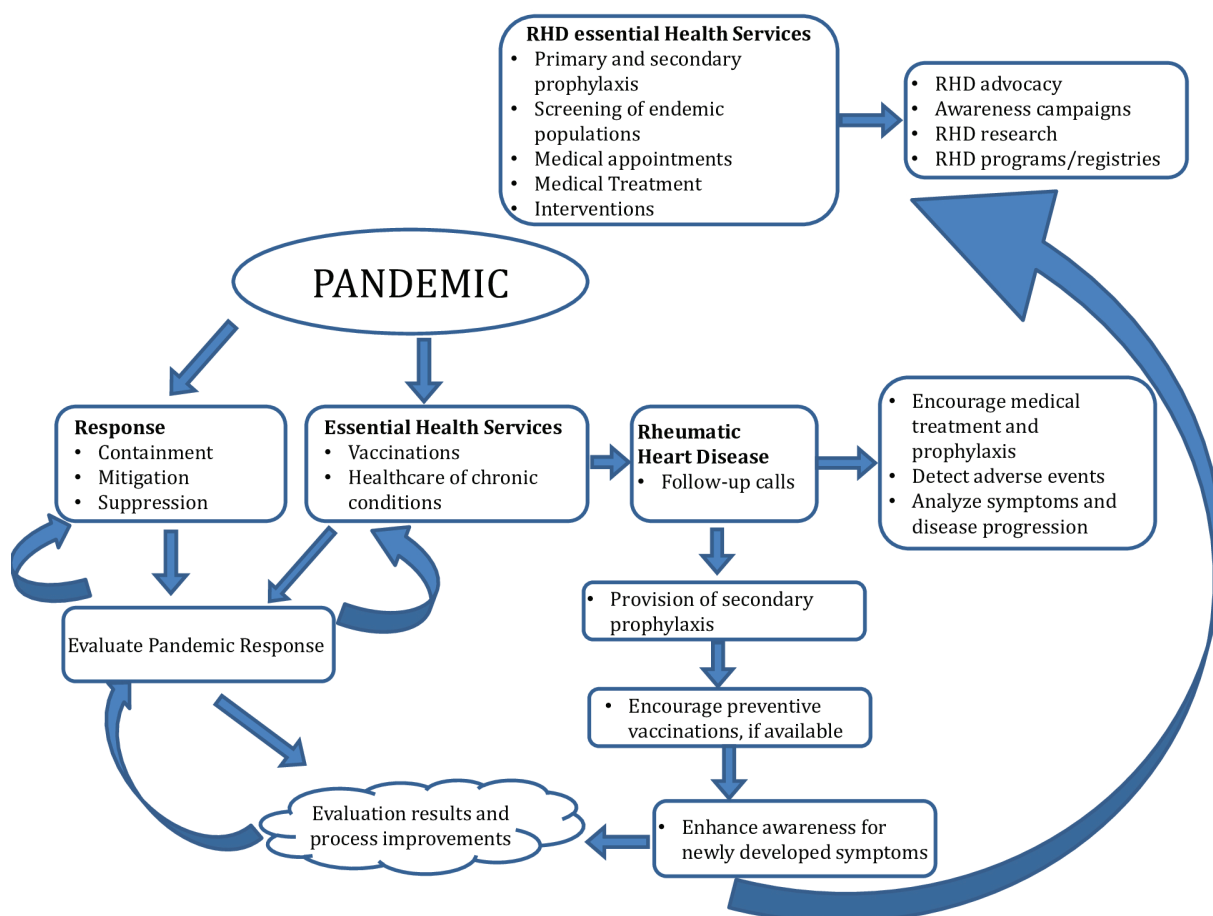 RHD essential Health Services
• Primary and secondary
prophylaxis
• Screening of endemic
populations
• Medical appointments
• Medical Treatment
• Interventions
• RHD advocacy
• Awareness campaigns
• RHD research
• RHD programs/registries
PANDEMIC
Response
• Containment
• Mitigation
• Suppression
Essential Health Services
• Vaccinations
• Healthcare of chronic
conditions
Rheumatic
Heart Disease
• Follow-up calls
• Encourage medical
treatment and
prophylaxis
• Detect adverse events
• Analyze symptoms and
disease progression
Evaluate Pandemic Response
• Provision of secondary
prophylaxis
• Encourage preventive
vaccinations, if available
• Enhance awareness for
newly developed symptoms
Evaluation results and
process improvements